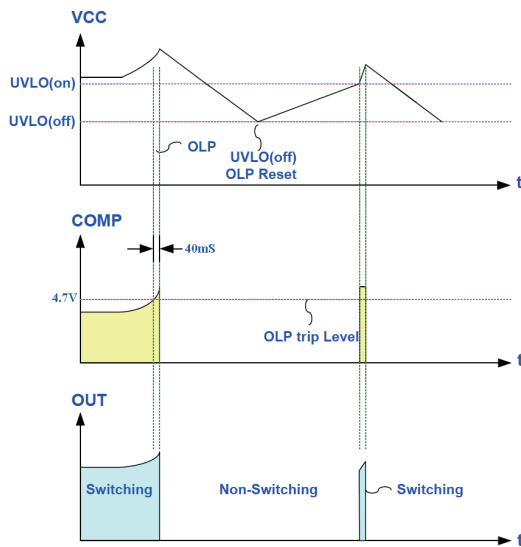 VCC
UVLO(on)
UVLO(off)
OLP
UVLO(off)
OLP Reset
t
COMP
40mS
4.7V
OLP trip Level
t
OUT
Switching
Non-Switching
Switching
t